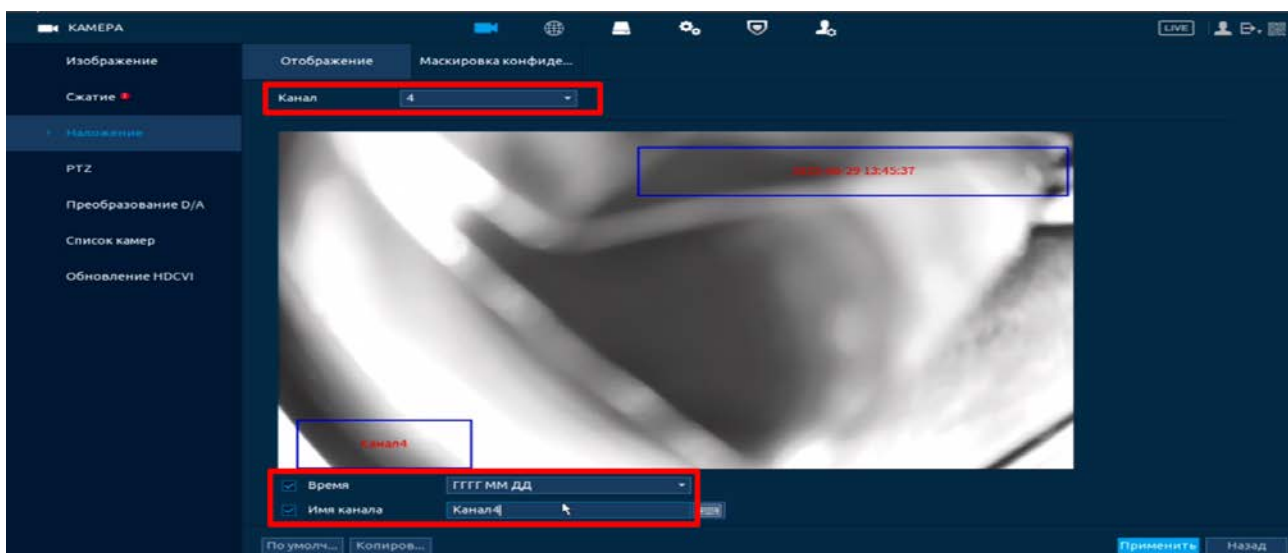 КАМЕРА
LIVE
Изображение
Отображение
Маскировка конфиде...
Сжатие
Канал
4
Наложение
29 13:45:37
PTZ
Преобразование D/A
Список камер
Обновление HDCVI
Канал4
Время
ГГГГ ММ ДД
Имя канала
Канал4
По умолч...
Копиров...
Применить
Назад